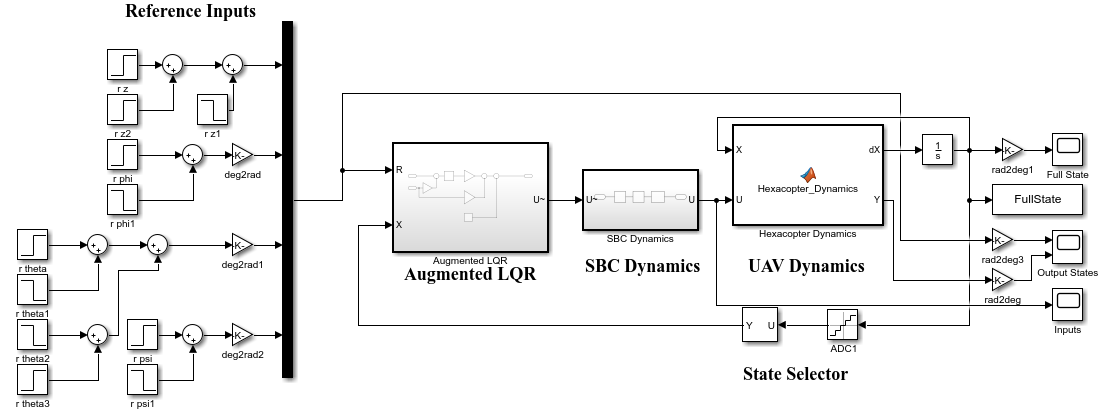 Reference Inputs
r z
r z2
r z1
r phi
K-
deg2rad
r phi1
r theta
K-
deg2rad1
r theta1
r theta2
r psi
K-
deg2rad2
r theta3
r psi1
R
X
U~
Augmented LQR
Augmented LQR
U~
U
SBC Dynamics
SBC Dynamics
X
U
dX
Y
Hexacopter_Dynamics
Hexacopter Dynamics
UAV Dynamics
1
s
K-
rad2deg1
Full State
FullState
K-
rad2deg3
Output States
K-
rad2deg
Inputs
Y
U
ADC1
State Selector